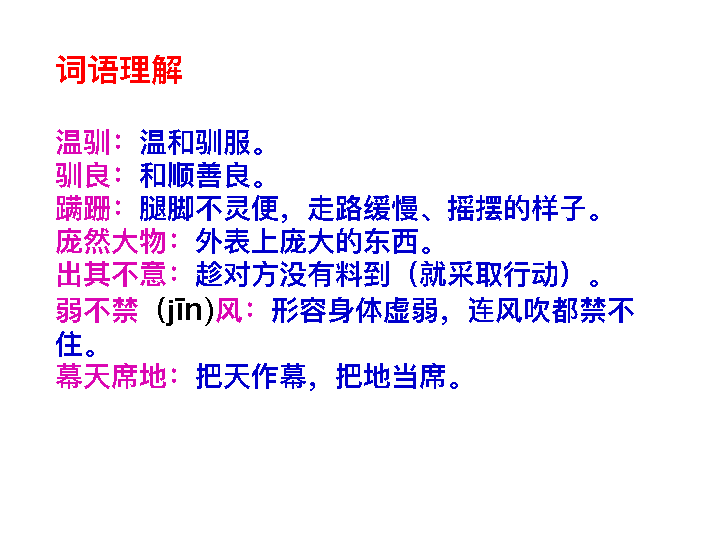 词语理解
温驯：温和驯服。
驯良：和顺善良。
蹒跚：腿脚不灵便，走路缓慢、摇摆的样子。
庞然大物：外表上庞大的东西。
出其不意：趁对方没有料到（就采取行动）。
弱不禁（jīn)风：形容身体虚弱，连风吹都禁不
住。
幕天席地：把天作幕，把地当席。